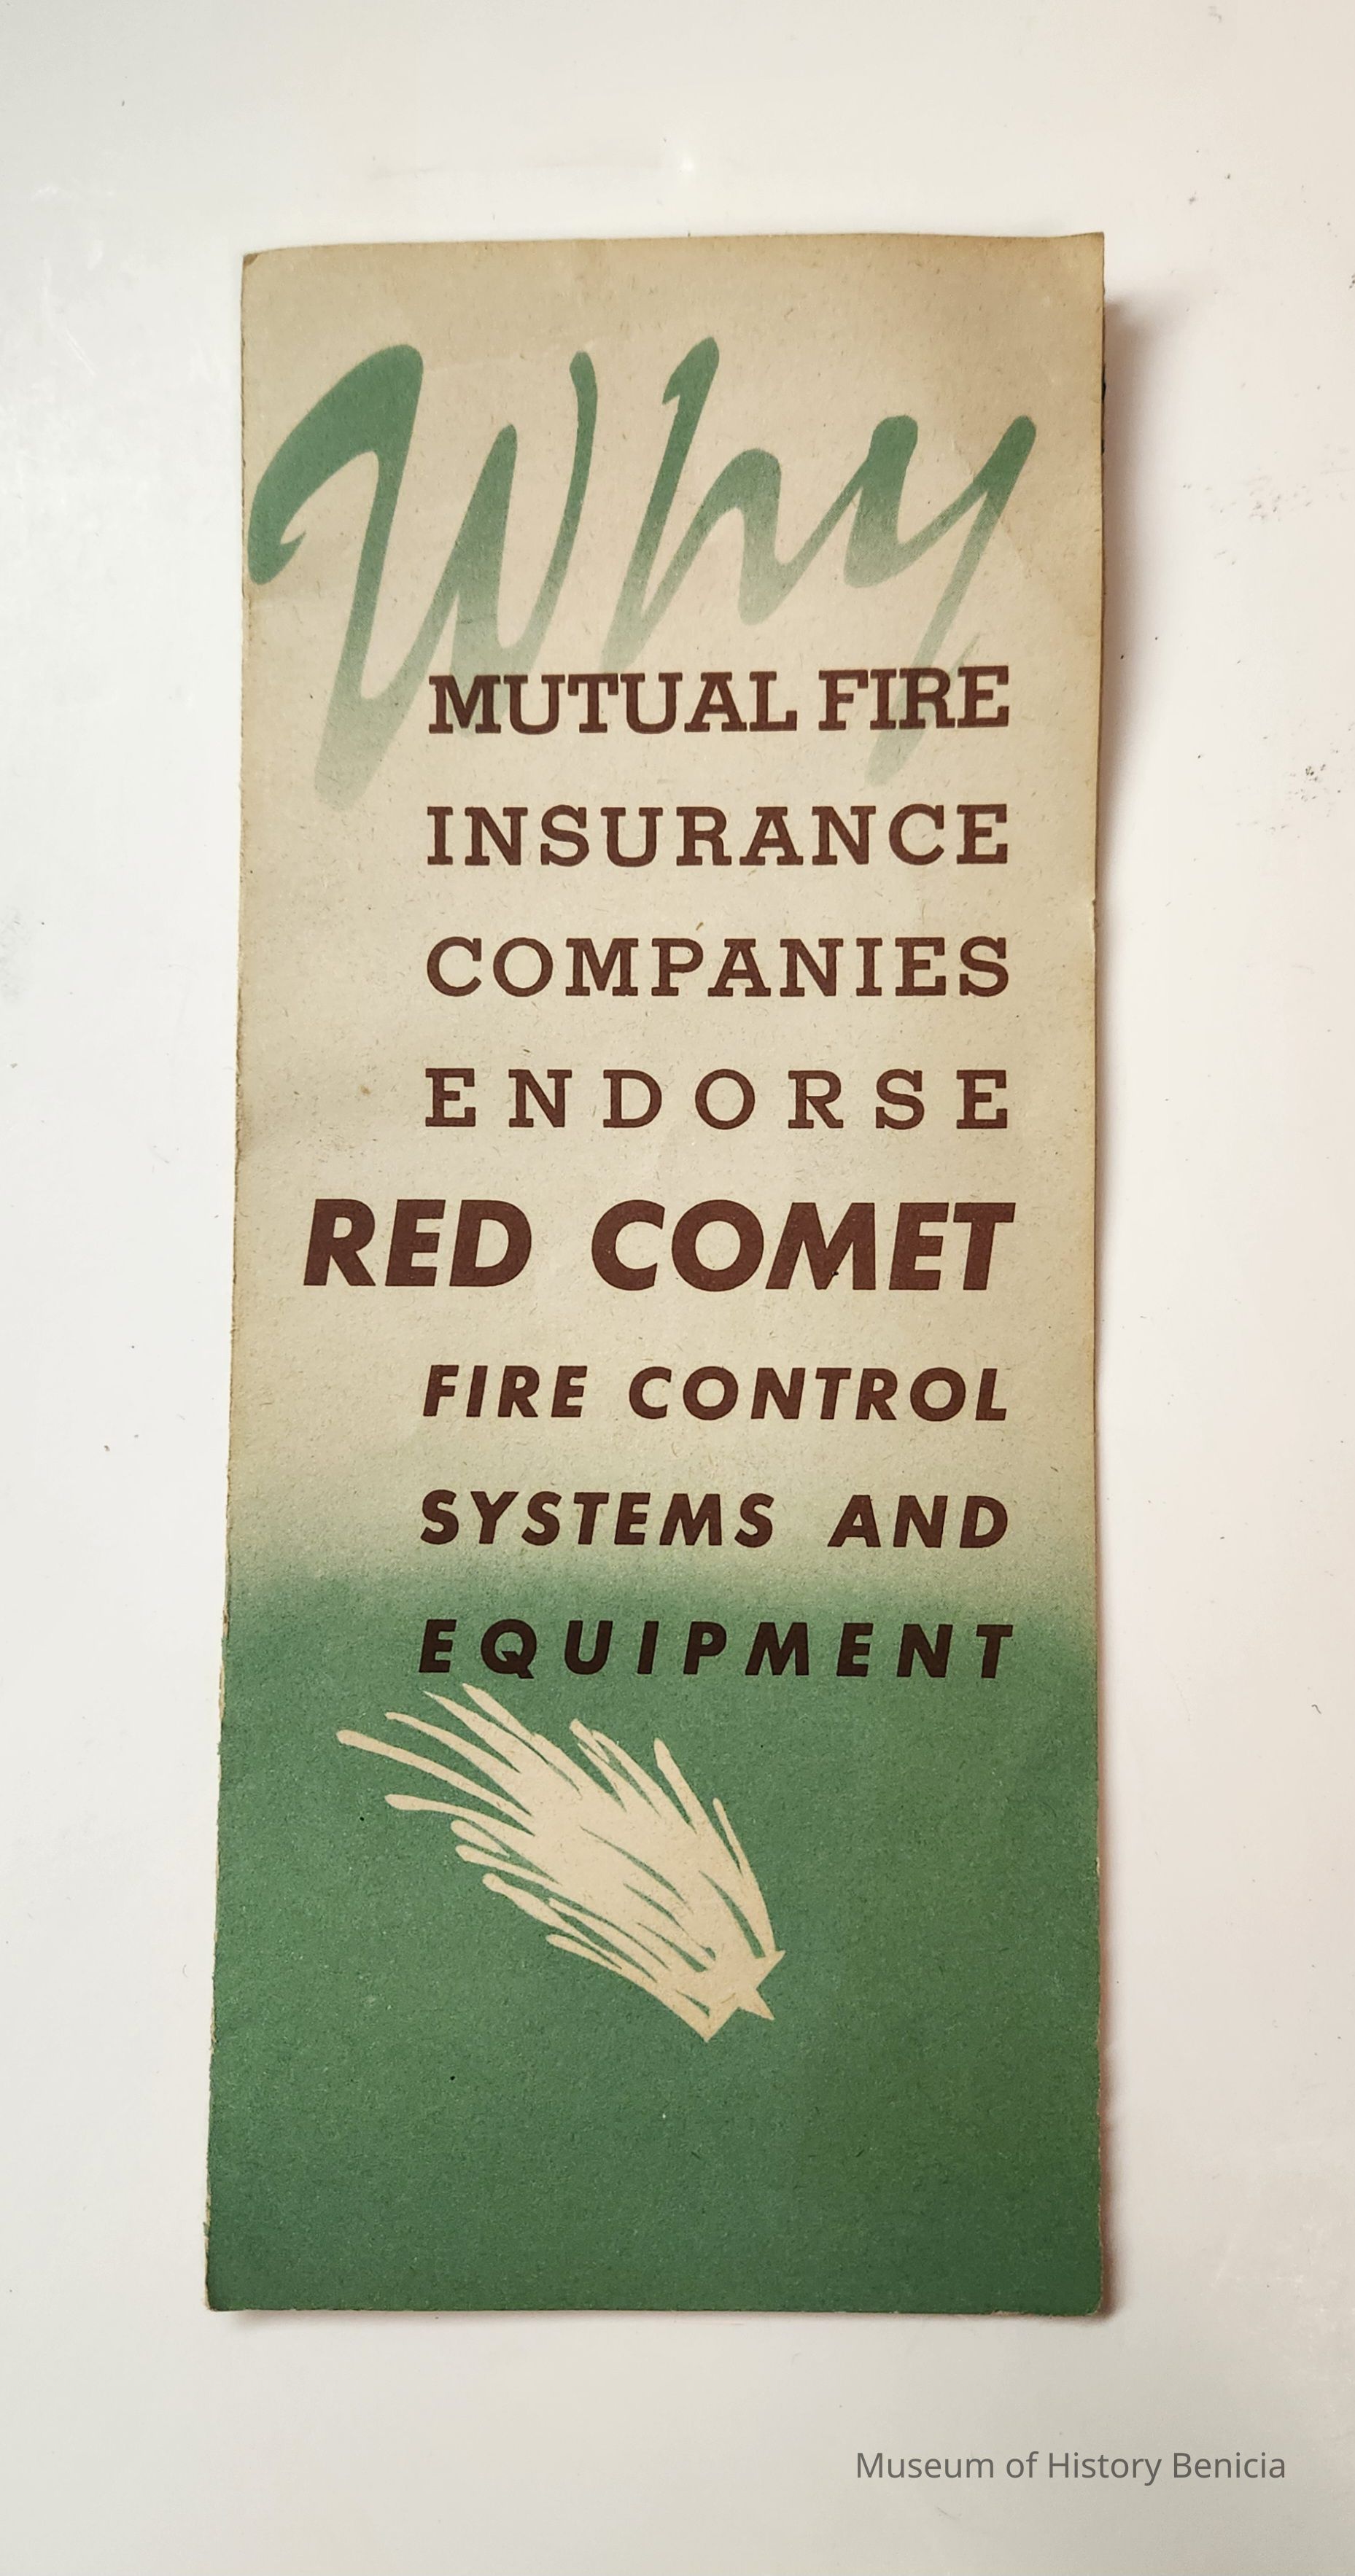 Why
MUTUAL FIRE
INSURANCE
COMPANIES
ENDORSE
RED COMET
FIRE CONTROL
SYSTEMS AND
EQUIPMENT
Museum of History Benicia